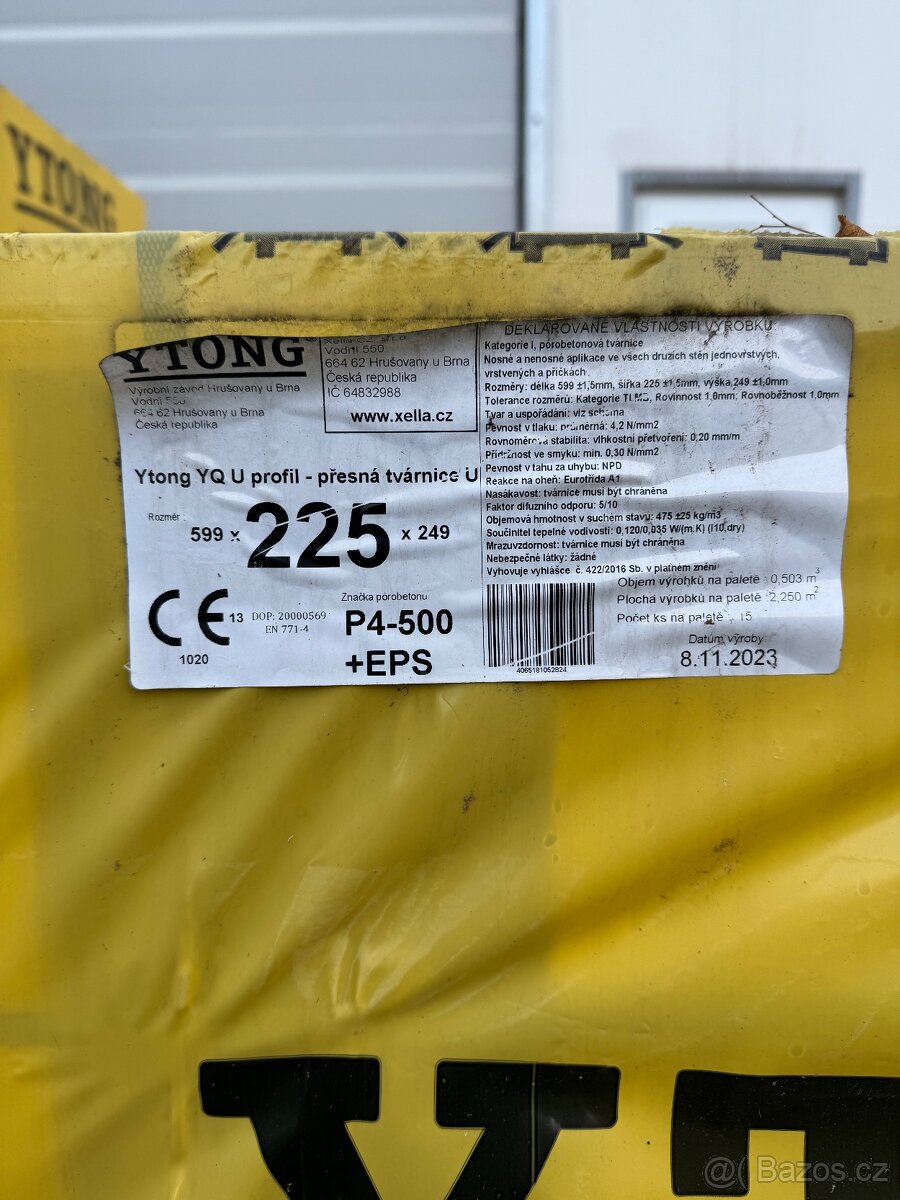 YTONG
YTONG
Výrobní závod Hrušovany u Brna
Vodní 550
664 62 Hrušovany u Brna
Česká republika
Vodní 550
664 62 Hrušovany u Brna
Česká republika
IČ 64832988
www.xella.cz
Ytong YQ U profil - přesná tvárnice U
Rozměr:
599 x 225 x 249
CE 13
1020
DOP: 20000569
EN 771-4
Značka porobetonu
P4-500
+EPS
DEKLAROVANÉ VLASTNOSTI VÝROBKU
Kategorie I, pórobetonová tvárnice
Nosné a nenosné aplikace ve všech druzích stěn jednovrstvých,
vrstvených a příčkách.
Rozměry: délka 599 ±1,5mm, šířka 225 ±1,5mm, výška 249 ±1,0mm
Tolerance rozměrů: Kategorie TLMB, Rovinnost 1,0mm; Rovnoběžnost 1,0mm
Tvar a uspořádání: viz schema
Pevnost v tlaku: průměrná: 4,2 N/mm2
Rovnoměrová stabilita: vlhkostní přetvoření: 0,20 mm/m
Přídržnost ve smyku: min. 0,30 N/mm2
Pevnost v tahu za ohybu: NPD
Reakce na oheň: Eurotřída A1
Nasákavost: tvárnice musí být chráněna
Faktor difuzního odporu: 5/10
Objemová hmotnost v suchém stavu: 475 ±25 kg/m3
Součinitel tepelné vodivosti: 0,120/0,035 W/(m.K) (l10,dry)
Mrazuvzdornost: tvárnice musí být chráněna
Nebezpečné látky: žádné
Vyhovuje vyhlášce č. 422/2016 Sb. v platném znění
4065181052824
Objem výrobků na paletě: 0,503 m3
Plocha výrobků na paletě: 2,250 m2
Počet ks na paletě: 15
Datum výroby:
8.11.2023
@ Bazos.cz